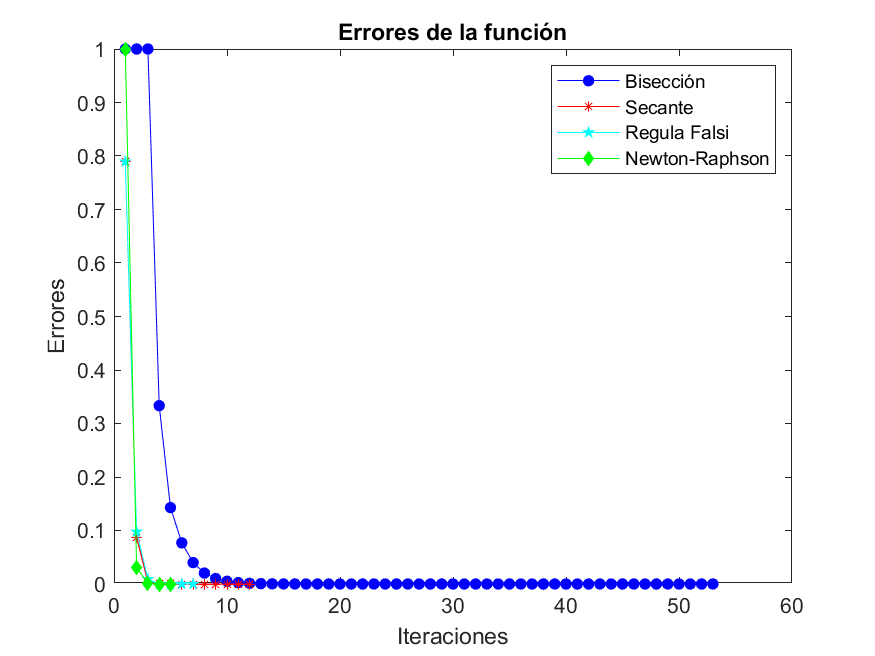 Errores de la función
1
0.9
0.8
0.7
0.6
0.5
0.4
0.3
0.2
0.1
0
Errores
Bisección
Secante
Regula Falsi
Newton-Raphson
0 10 20 30 40 50 60
Iteraciones